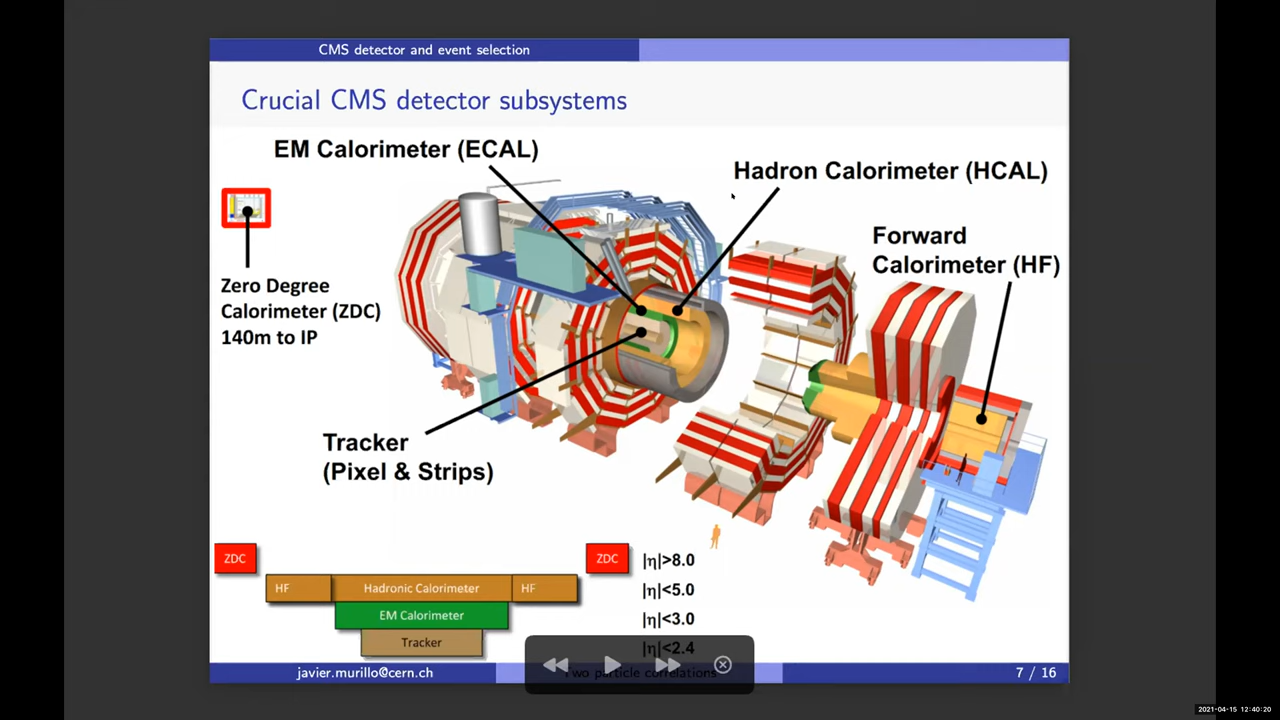 CMS detector and event selection
Crucial CMS detector subsystems
EM Calorimeter (ECAL)
Hadron Calorimeter (HCAL)
Forward
Calorimeter (HF)
Zero Degree
Calorimeter (ZDC)
140m to IP
Tracker
(Pixel & Strips)
ZDC
ZDC
|η|>8.0
HF
Hadronic Calorimeter
HF
|η|<5.0
EM Calorimeter
|η|<3.0
Tracker
|η|<2.4
javier.murillo@cern.ch
Two particle correlations
7 / 16
2021-04-15 12:40:20